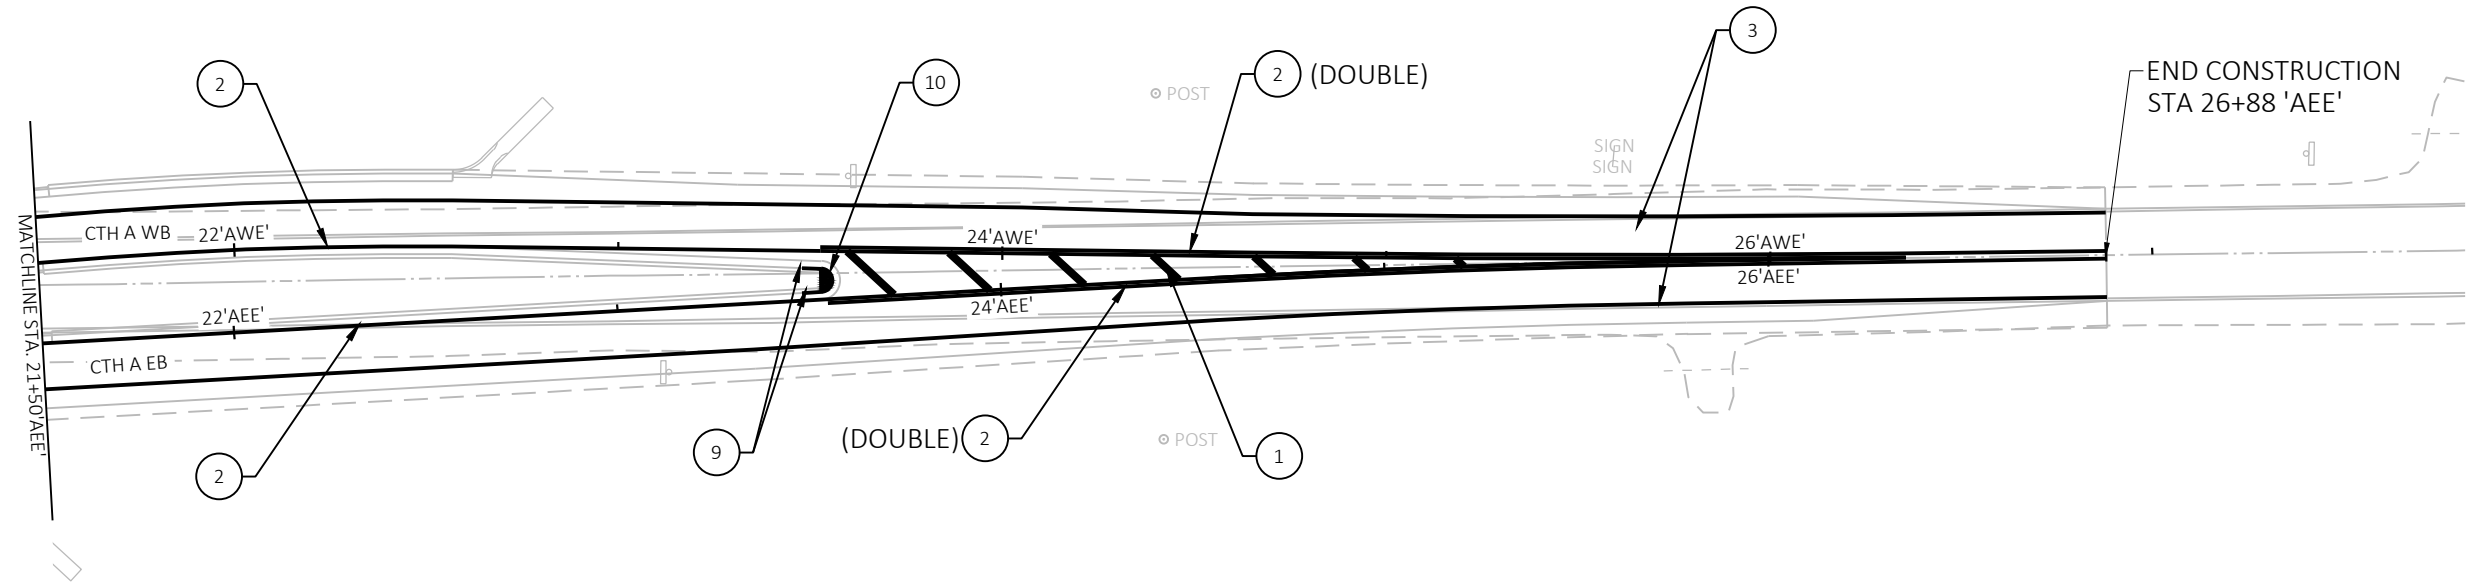 3
END CONSTRUCTION
STA 26+88 'AEE'
2
10
2 (DOUBLE)
POST
SIGN
SIGN
MATCHLINE STA. 21+50'AEE'
CTH A WB
22'AWE'
24'AWE'
26'AWE'
26'AEE'
22'AEE'
24'AEE'
CTH A EB
9
(DOUBLE) 2
POST
1
2